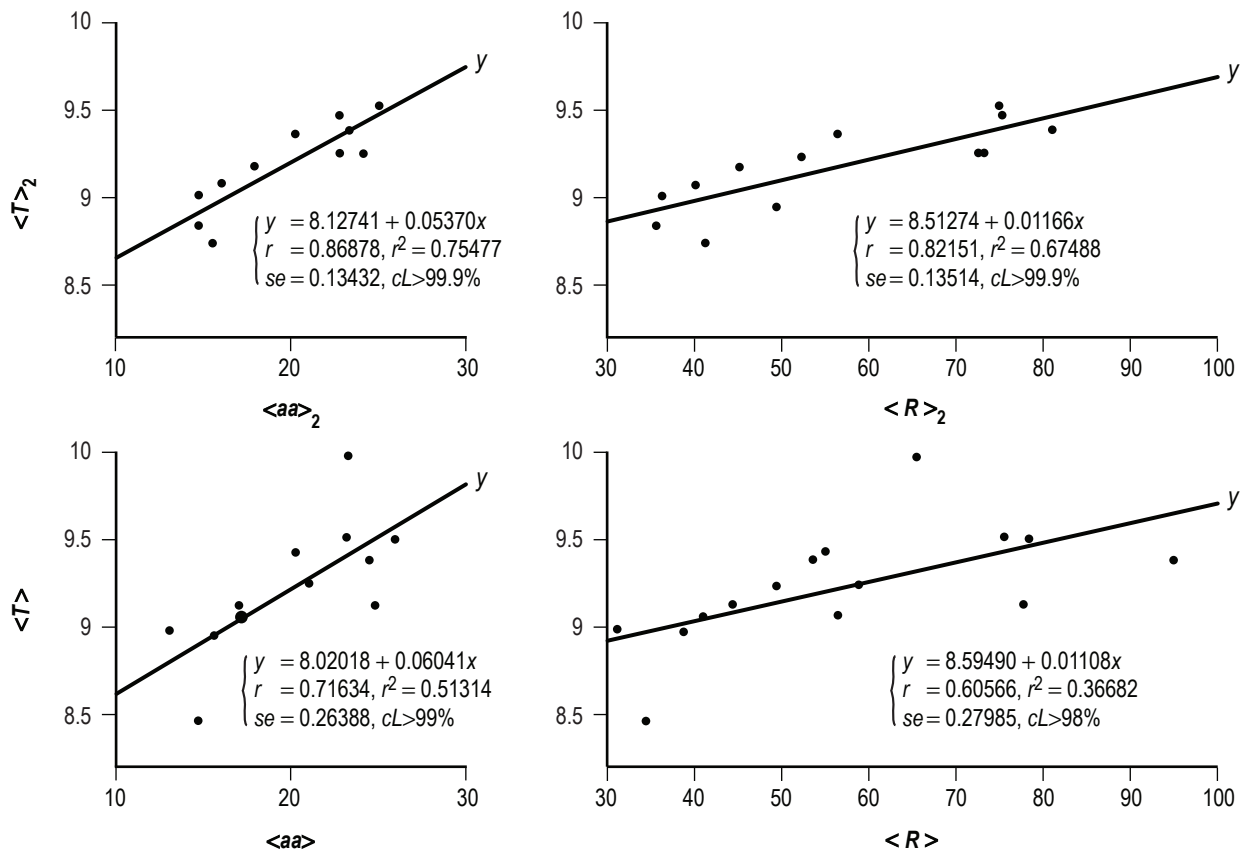 10
9.5
9
8.5
<T>₂
y
y = 8.12741 + 0.05370x
r = 0.86878, r² = 0.75477
se = 0.13432, cL>99.9%
10 20 30
<aa>₂
10
9.5
9
8.5
y
y = 8.51274 + 0.01166x
r = 0.82151, r² = 0.67488
se = 0.13514, cL>99.9%
30 40 50 60 70 80 90 100
< R >₂
10
9.5
9
8.5
<T>
y
y = 8.02018 + 0.06041x
r = 0.71634, r² = 0.51314
se = 0.26388, cL>99%
10 20 30
<aa>
10
9.5
9
8.5
y
y = 8.59490 + 0.01108x
r = 0.60566, r² = 0.36682
se = 0.27985, cL>98%
30 40 50 60 70 80 90 100
< R >